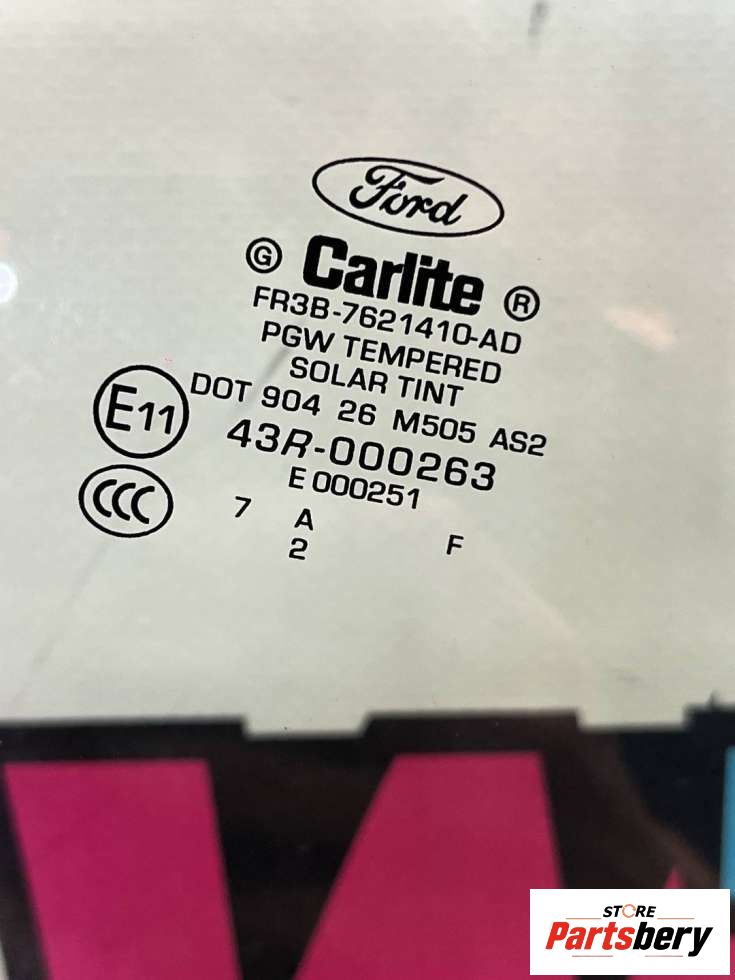 Ford
G Carlite ®
FR3B-7621410-AD
PGW TEMPERED
SOLAR TINT
DOT 904 26 M505 AS2
E11 43R-000263
E 000251
CCC
7 A
2 F
STORE
Partsbery